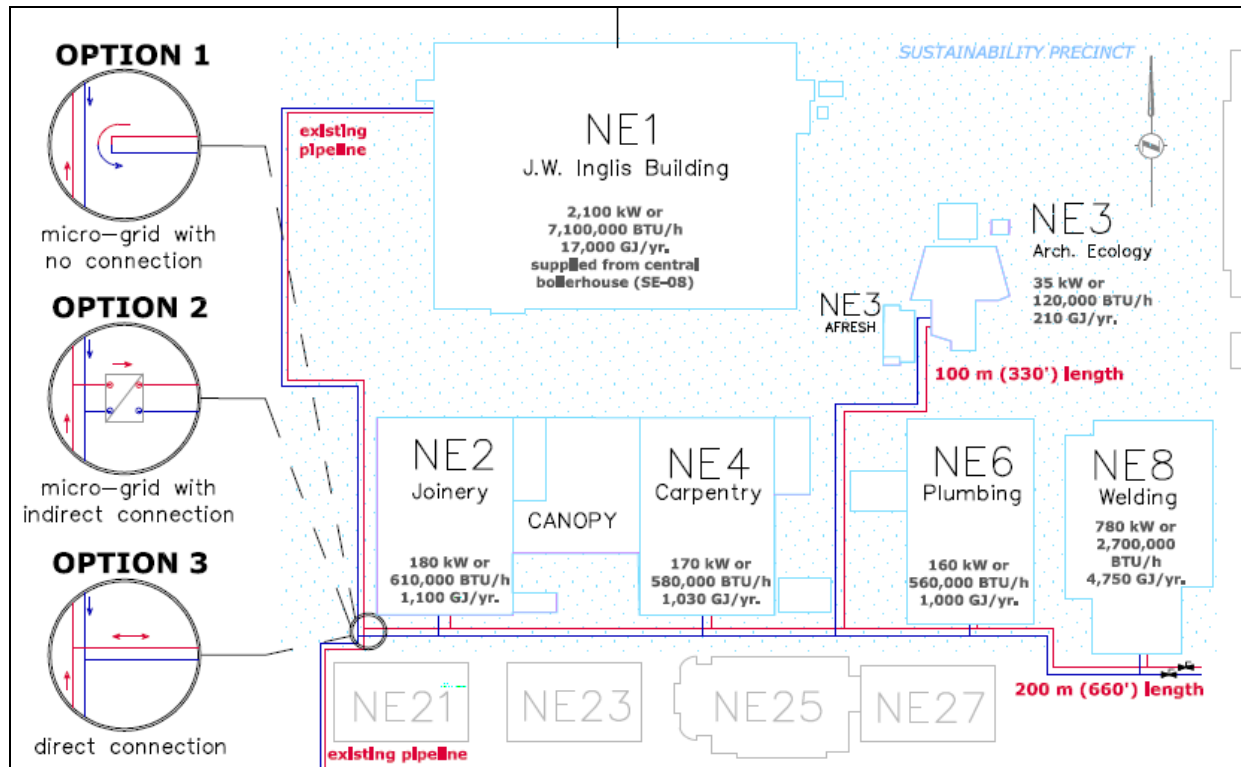 OPTION 1
micro-grid with
no connection
OPTION 2
micro-grid with
indirect connection
OPTION 3
direct connection
existing
pipeline
NE1
J.W. Inglis Building
2,100 kW or
7,100,000 BTU/h
17,000 GJ/yr.
supplied from central
boilerhouse (SE-08)
SUSTAINABILITY PRECINCT
NE3
Arch. Ecology
35 kW or
120,000 BTU/h
210 GJ/yr.
NE3
AFRESH
100 m (330') length
NE2
Joinery
180 kW or
610,000 BTU/h
1,100 GJ/yr.
CANOPY
NE4
Carpentry
170 kW or
580,000 BTU/h
1,030 GJ/yr.
NE6
Plumbing
160 kW or
560,000 BTU/h
1,000 GJ/yr.
NE8
Welding
780 kW or
2,700,000
BTU/h
4,750 GJ/yr.
200 m (660') length
NE21
NE23
NE25
NE27
existing pipeline